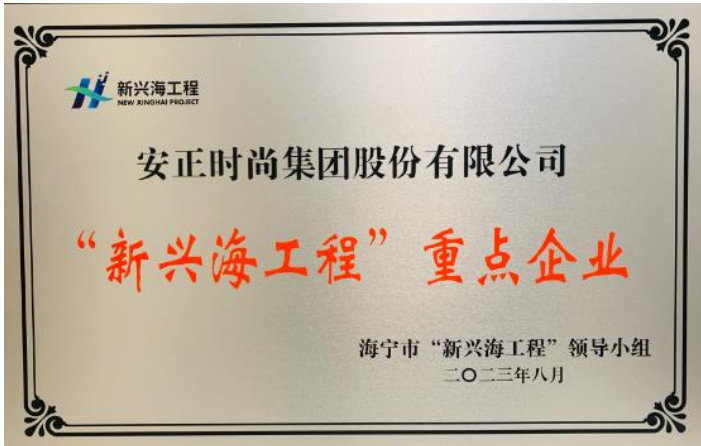 新兴海工程
NEW XINGHAI PROJECT
安正时尚集团股份有限公司
“新兴海工程”重点企业
海宁市“新兴海工程”领导小组
二〇二三年八月